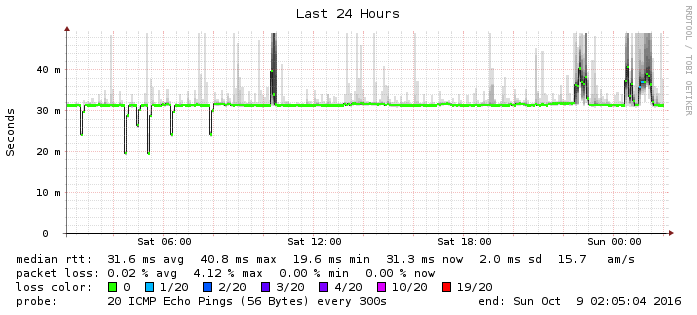 Last 24 Hours
RRDTOOL / TOBI OETIKER
Seconds
40 m
30 m
20 m
10 m
0
Sat 06:00 Sat 12:00 Sat 18:00 Sun 00:00
median rtt: 31.6 ms avg 40.8 ms max 19.6 ms min 31.3 ms now 2.0 ms sd 15.7 am/s
packet loss: 0.02 % avg 4.12 % max 0.00 % min 0.00 % now
loss color: 0 1/20 2/20 3/20 4/20 10/20 19/20
probe: 20 ICMP Echo Pings (56 Bytes) every 300s end: Sun Oct 9 02:05:04 2016